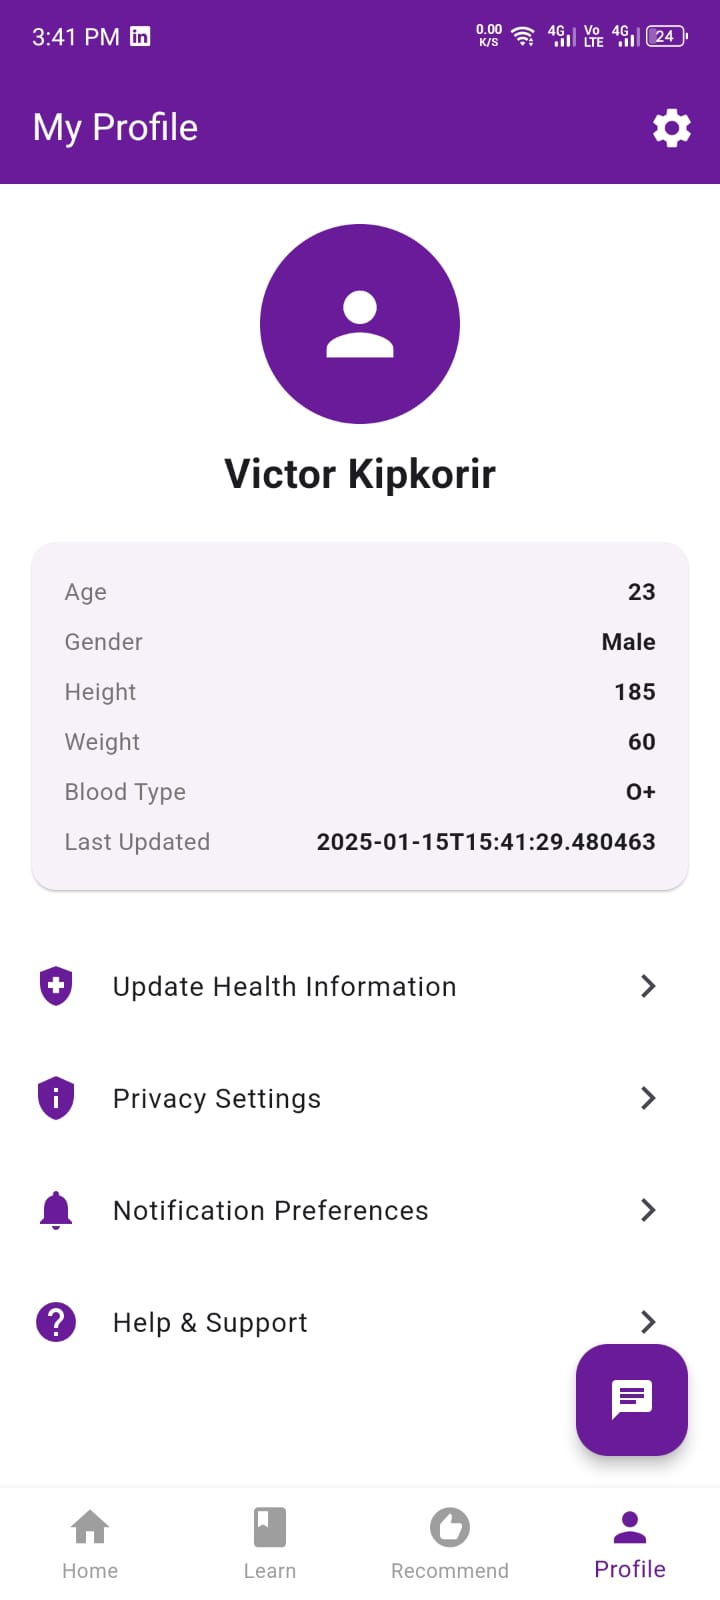 3:41 PM in 0.00 K/S 4G Vo LTE 4G 24
My Profile
Victor Kipkorir
Age 23
Gender Male
Height 185
Weight 60
Blood Type O+
Last Updated 2025-01-15T15:41:29.480463
Update Health Information
Privacy Settings
Notification Preferences
Help & Support
Home Learn Recommend Profile